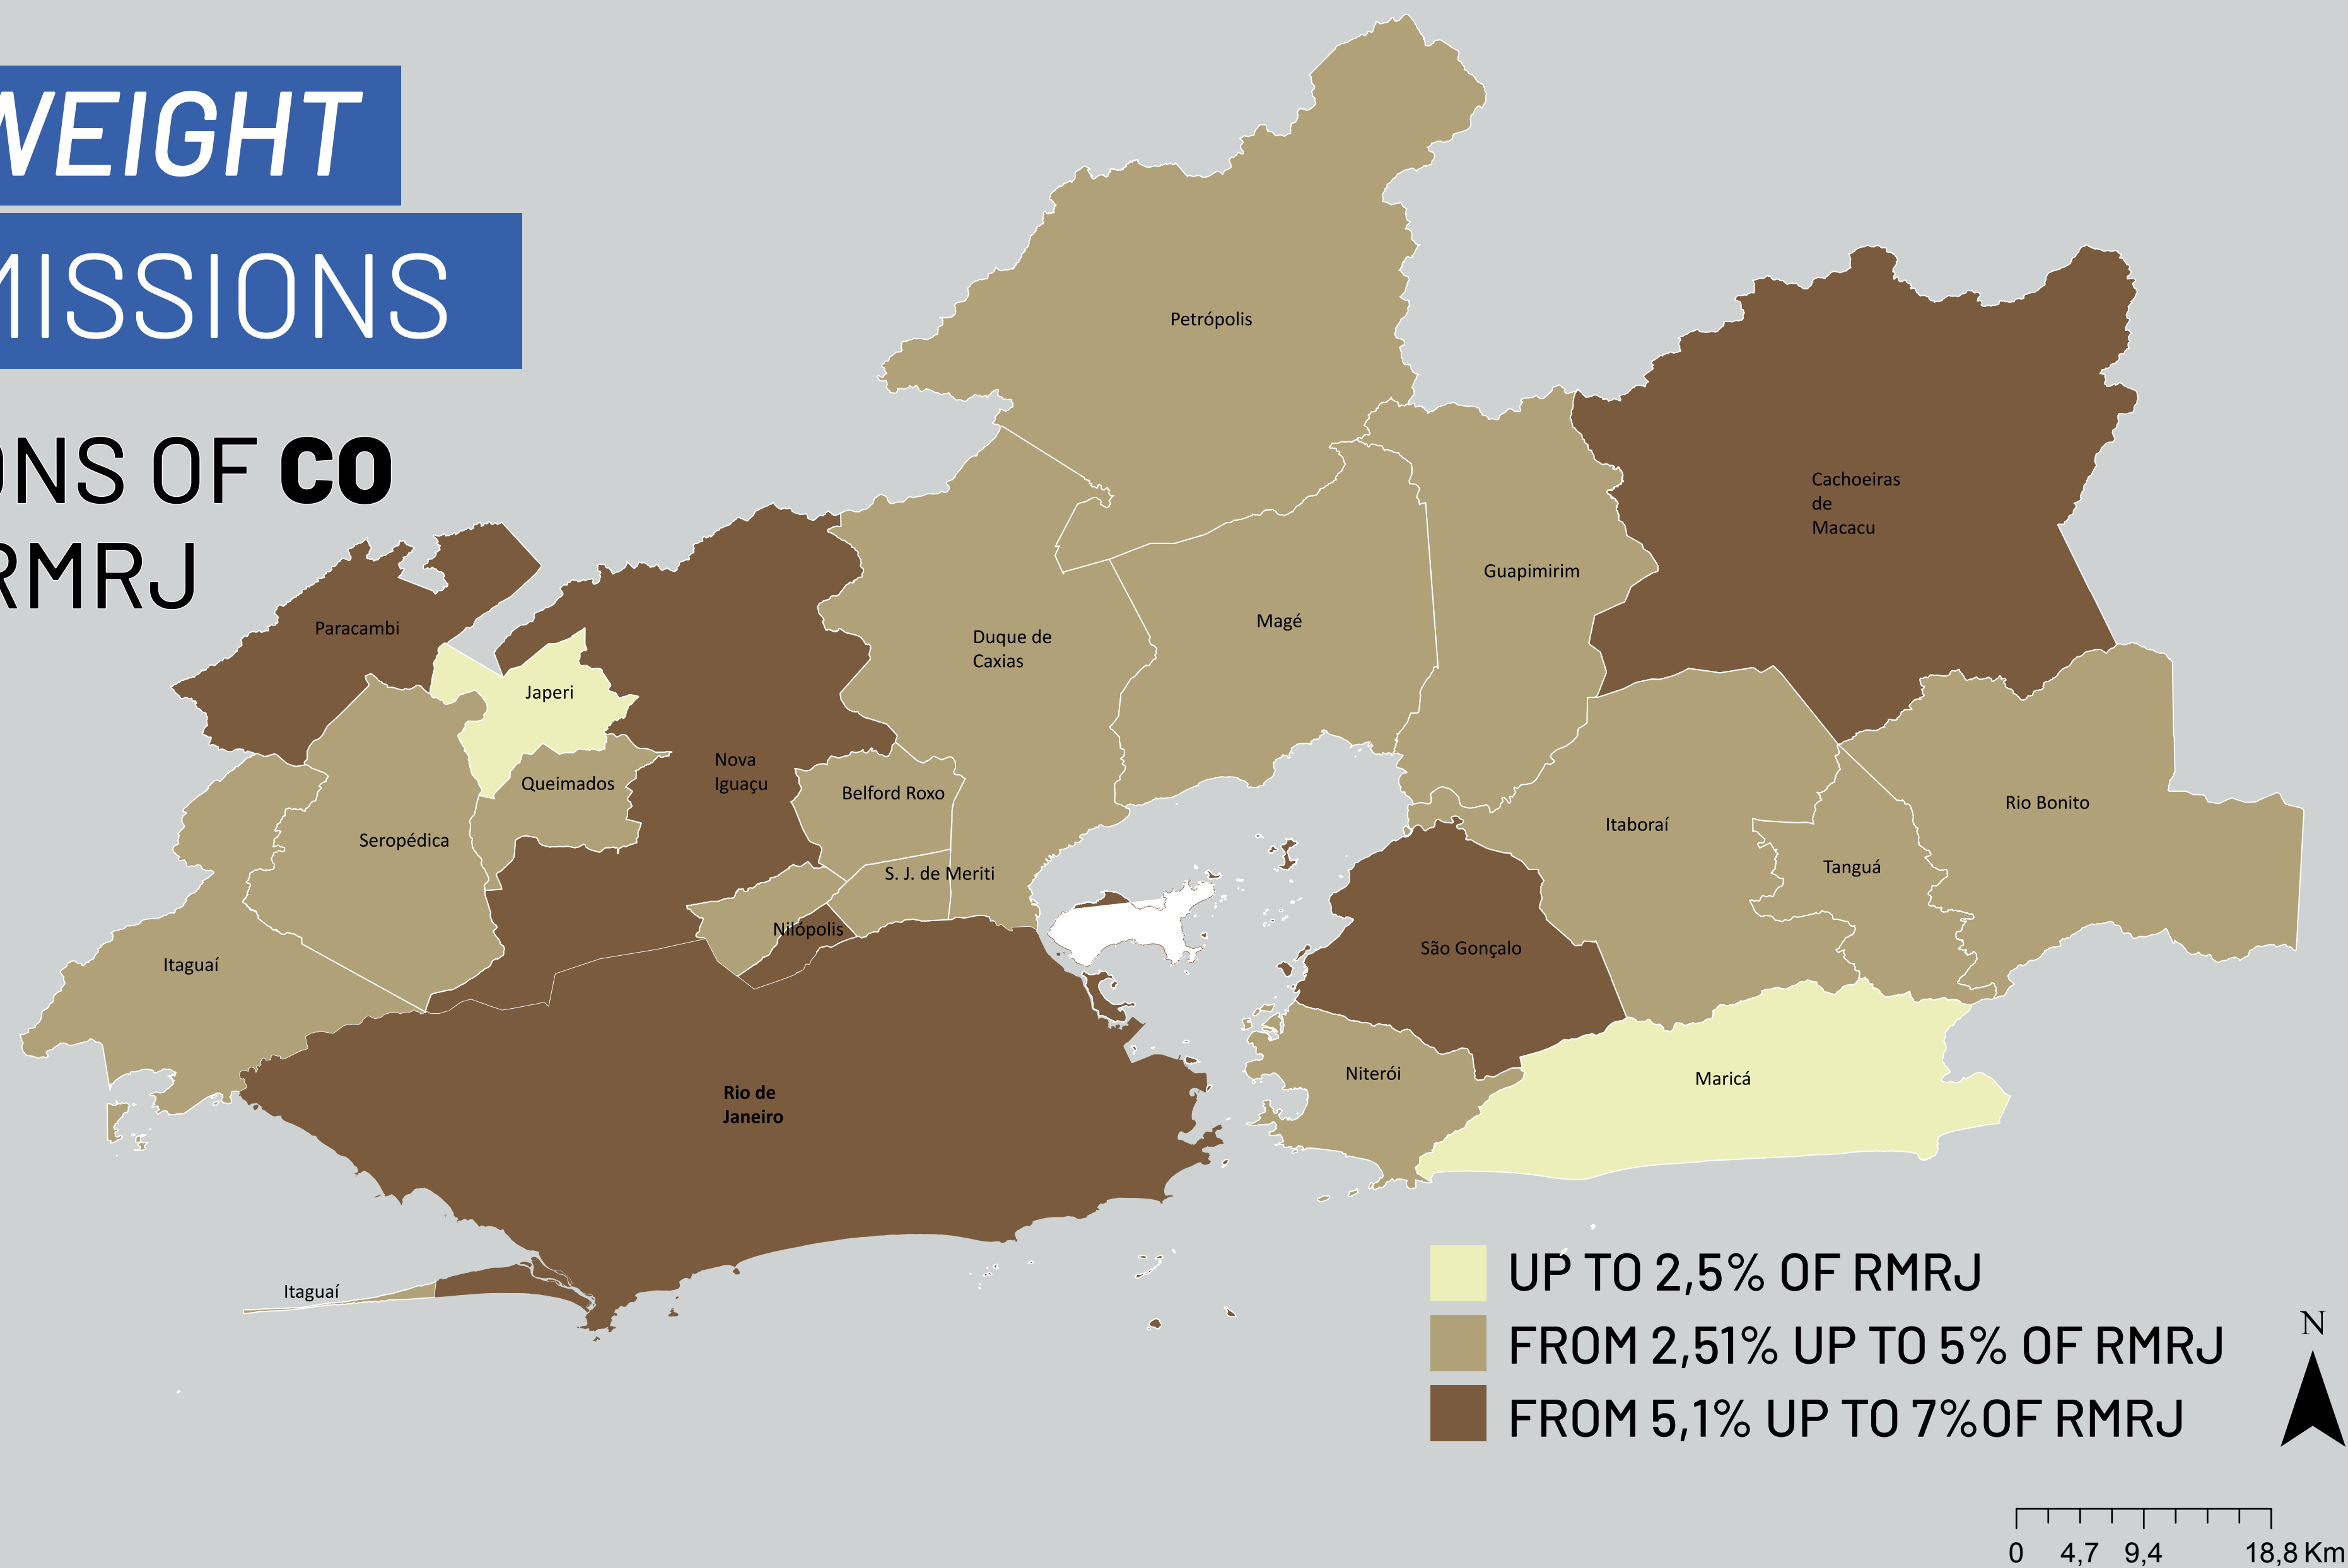 WEIGHT
MISSIONS
ONS OF CO
RMRJ
Petrópolis
Cachoeiras
de
Macacu
Guapimirim
Magé
Paracambi
Duque de
Caxias
Japeri
Nova
Iguaçu
Queimados
Belford Roxo
Rio Bonito
Itaboraí
Seropédica
Tanguá
S. J. de Meriti
Nilópolis
São Gonçalo
Itaguaí
Niterói
Maricá
Rio de
Janeiro
Itaguaí
UP TO 2,5% OF RMRJ
FROM 2,51% UP TO 5% OF RMRJ
FROM 5,1% UP TO 7%OF RMRJ
N
0 4,7 9,4 18,8 Km